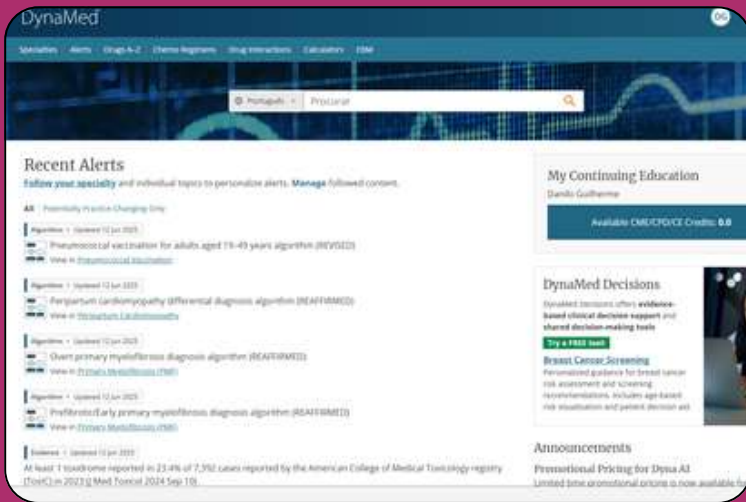 DynaMed
DG
Specialties Alerts Drugs A-Z Chemo Regimens Drug Interactions Calculators EBM
Português Procurar
Recent Alerts
Follow your specialty and individual topics to personalize alerts. Manage followed content.
All Potentially Practice-Changing Only
Algorithm • Updated 12 Jun 2025
Pneumococcal vaccination for adults aged 19-49 years algorithm (REVISED)
View in Pneumococcal Vaccination
Algorithm • Updated 12 Jun 2025
Peripartum cardiomyopathy differential diagnosis algorithm (REAFFIRMED)
View in Peripartum Cardiomyopathy
Algorithm • Updated 12 Jun 2025
Overt primary myelofibrosis diagnosis algorithm (REAFFIRMED)
View in Primary Myelofibrosis (PMF)
Algorithm • Updated 12 Jun 2025
Prefibrotic/Early primary myelofibrosis diagnosis algorithm (REAFFIRMED)
View in Primary Myelofibrosis (PMF)
Evidence • Updated 12 Jun 2025
At least 1 toxidrome reported in 23.4% of 7,392 cases reported by the American College of Medical Toxicology registry
(ToxIC) in 2023 (J Med Toxicol 2024 Sep 10)
My Continuing Education
Danilo Guilherme
Available CME/CPD/CE Credits: 0.0
DynaMed Decisions
DynaMed Decisions offers evidence-
based clinical decision support and
shared decision-making tools
Try a FREE tool!
Breast Cancer Screening
Personalized guidance for breast cancer
risk assessment and screening
recommendations. Includes age-based
risk visualization and patient decision aid
Announcements
Promotional Pricing for Dyna AI
Limited time promotional pricing is now available